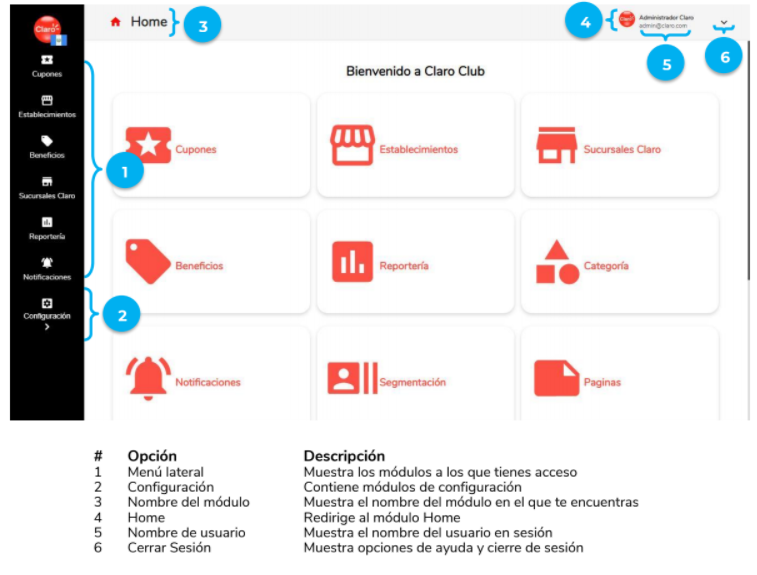 Claro
Home
3
4
Claro
Administrador Claro
admin@claro.com
5
6
Cupones
Establecimientos
Beneficios
Sucursales Claro
Reportería
Notificaciones
1
Configuración
>
2
Bienvenido a Claro Club
Cupones
Establecimientos
Sucursales Claro
Beneficios
Reportería
Categoría
Notificaciones
Segmentación
Paginas
# Opción Descripción
1 Menú lateral Muestra los módulos a los que tienes acceso
2 Configuración Contiene módulos de configuración
3 Nombre del módulo Muestra el nombre del módulo en el que te encuentras
4 Home Redirige al módulo Home
5 Nombre de usuario Muestra el nombre del usuario en sesión
6 Cerrar Sesión Muestra opciones de ayuda y cierre de sesión